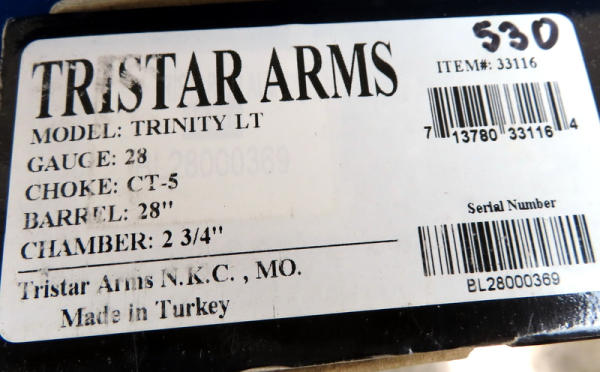 530
TRISTAR ARMS
ITEM#: 33116
MODEL: TRINITY LT
GAUGE: 28
28000369
CHOKE: CT-5
BARREL: 28"
CHAMBER: 2 3/4"
7 13780 33116 4
Serial Number
BL28000369
Tristar Arms N.K.C. , MO.
Made in Turkey